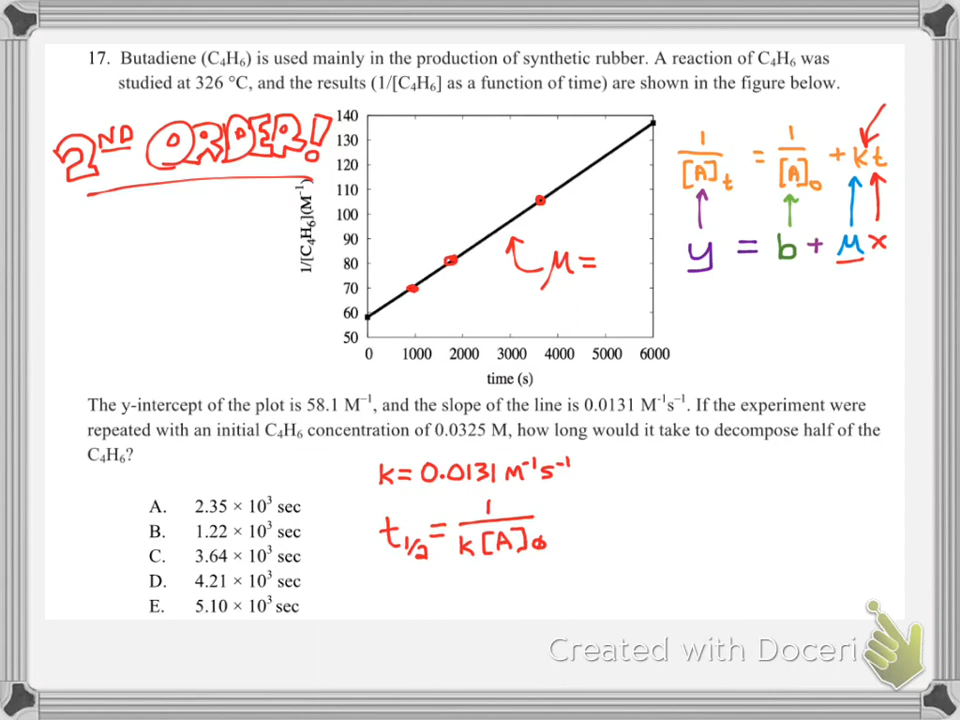 17. Butadiene (C₄H₆) is used mainly in the production of synthetic rubber. A reaction of C₄H₆ was
studied at 326 °C, and the results (1/[C₄H₆] as a function of time) are shown in the figure below.
2ND ORDER!
140
130
120
110
100
90
80
70
60
50
1/[C₄H₆](M⁻¹)
0 1000 2000 3000 4000 5000 6000
time (s)
M =
1/[A]t = 1/[A]₀ + kt
y = b + Mx
The y-intercept of the plot is 58.1 M⁻¹, and the slope of the line is 0.0131 M⁻¹s⁻¹. If the experiment were
repeated with an initial C₄H₆ concentration of 0.0325 M, how long would it take to decompose half of the
C₄H₆?
k = 0.0131 M⁻¹s⁻¹
t1/2 = 1/k[A]₀
A. 2.35 × 10³ sec
B. 1.22 × 10³ sec
C. 3.64 × 10³ sec
D. 4.21 × 10³ sec
E. 5.10 × 10³ sec
Created with Doceri